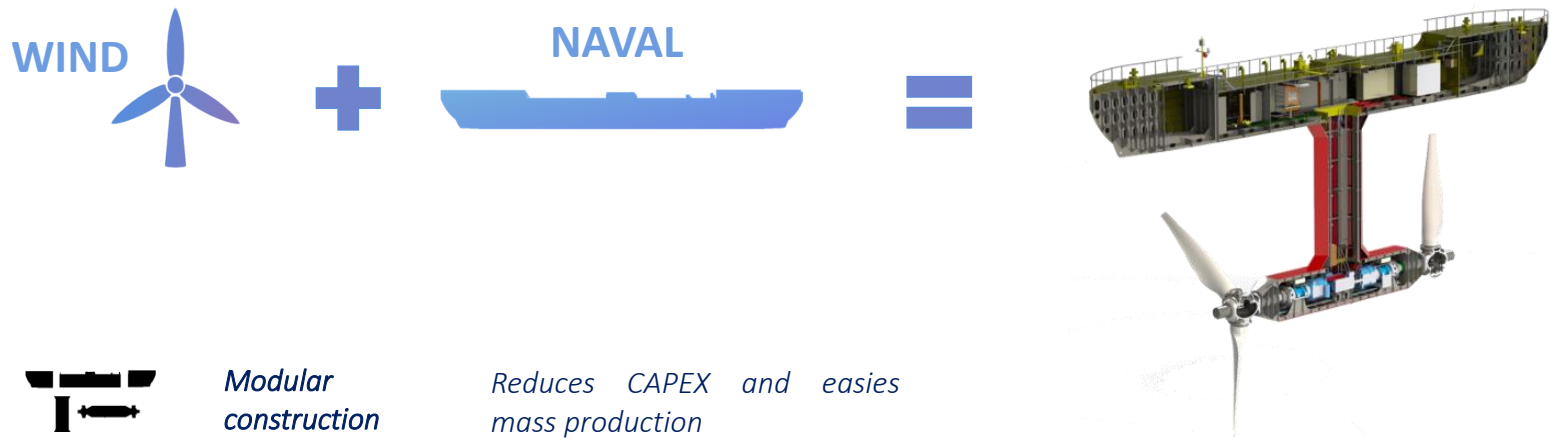 WIND
NAVAL
Modular
construction
Reduces CAPEX and easies
mass production